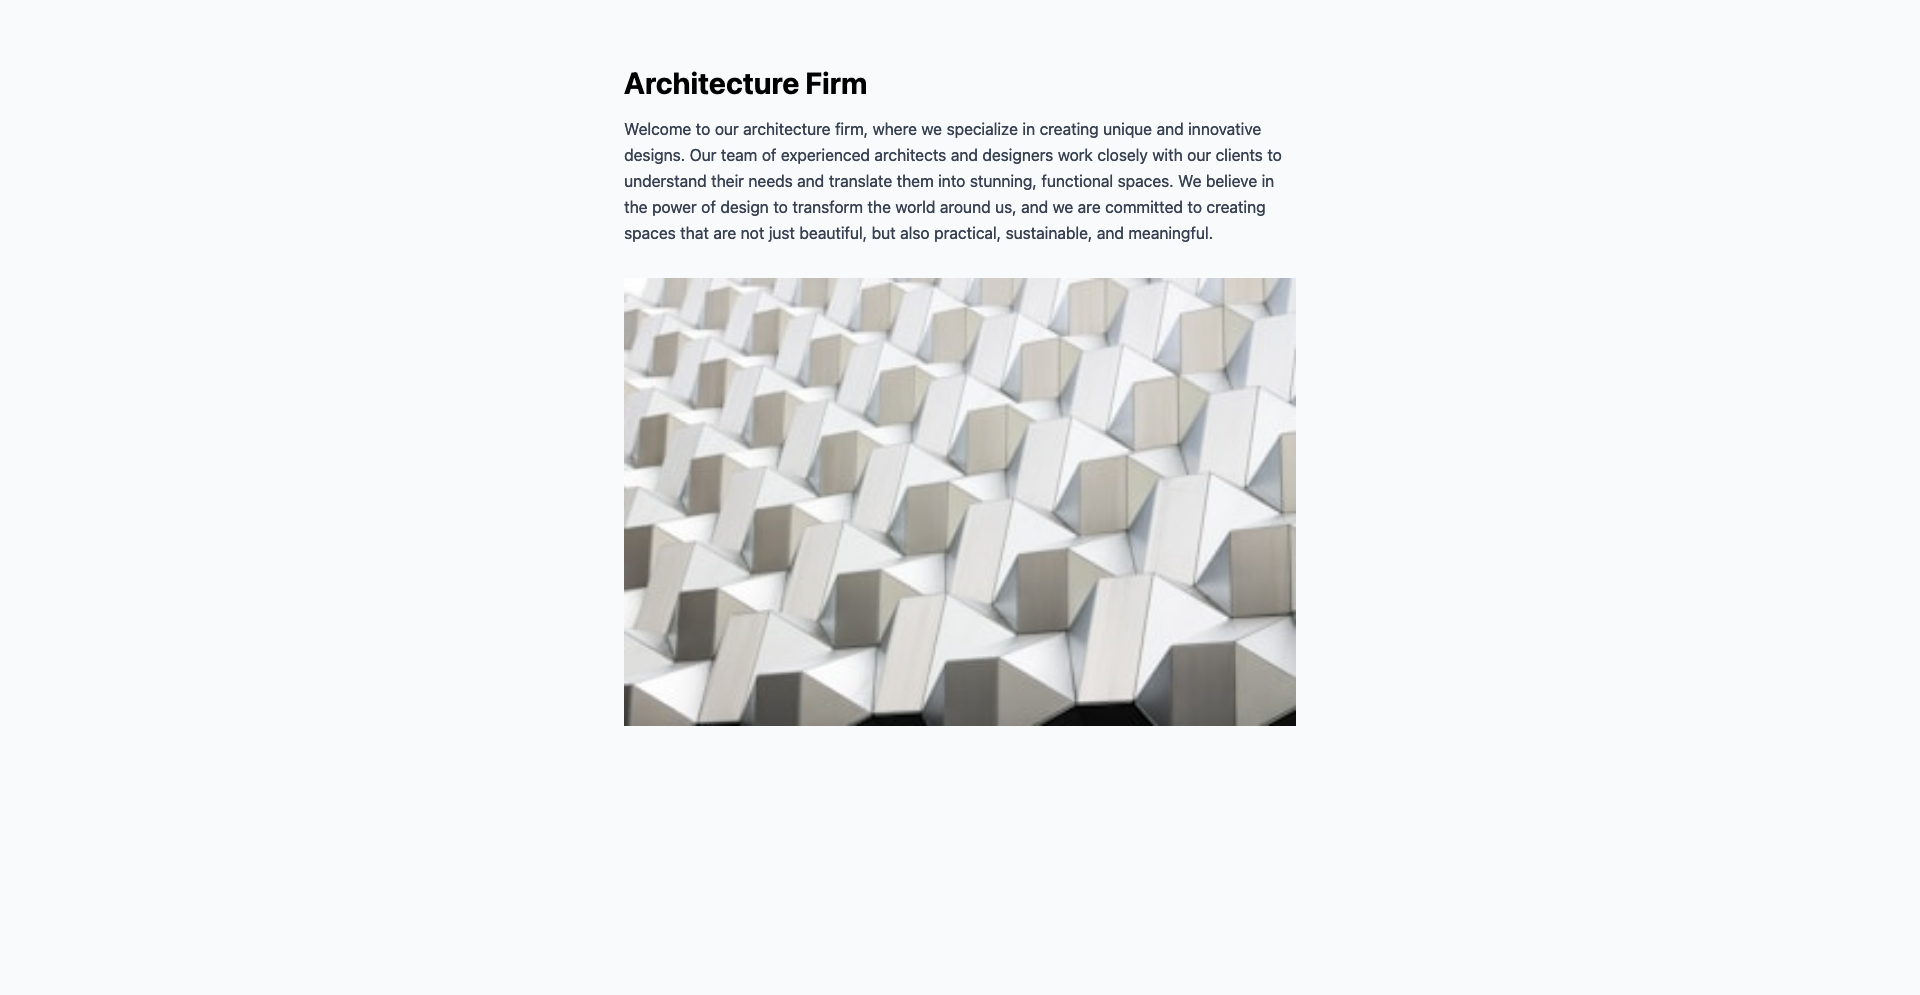 Architecture Firm
Welcome to our architecture firm, where we specialize in creating unique and innovative
designs. Our team of experienced architects and designers work closely with our clients to
understand their needs and translate them into stunning, functional spaces. We believe in
the power of design to transform the world around us, and we are committed to creating
spaces that are not just beautiful, but also practical, sustainable, and meaningful.